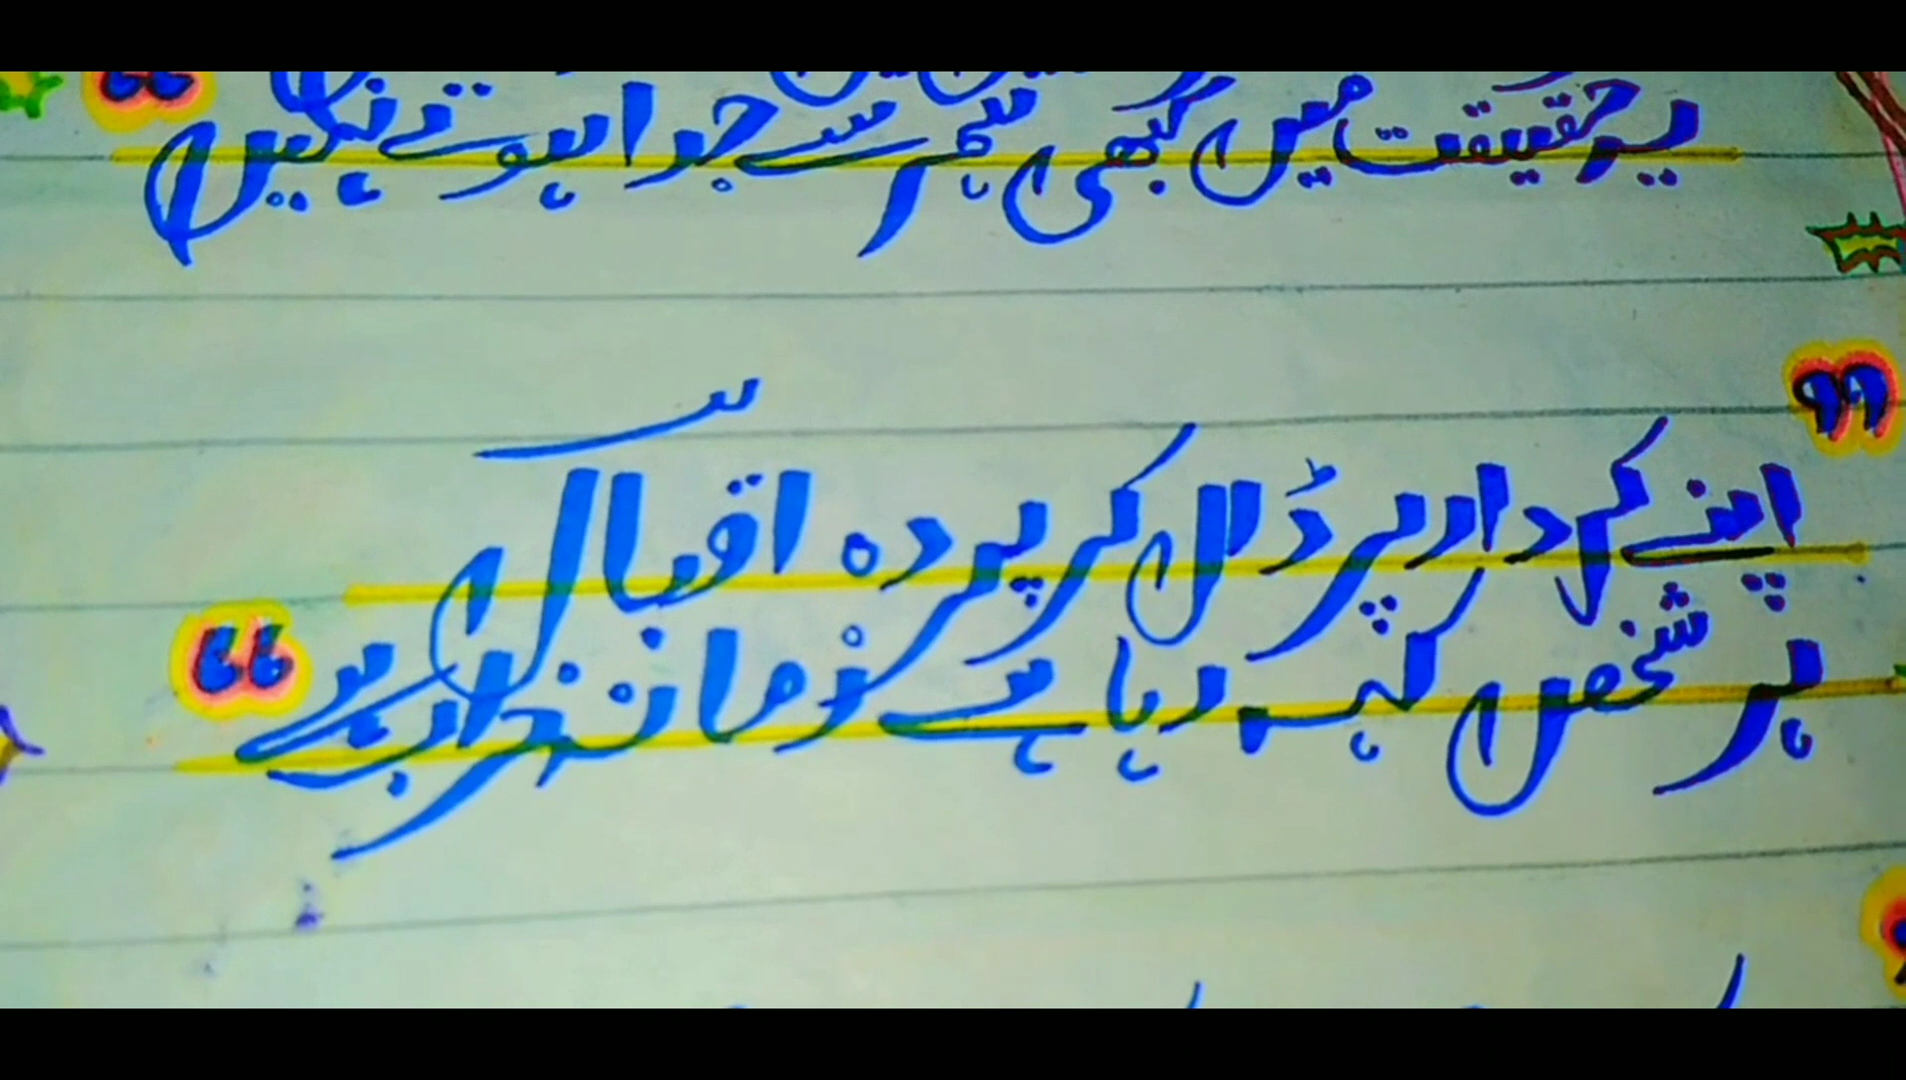 یہ حقیقت میں کبھی ہم سے جدا ہوتے نہیں
"اپنے کردار پر ڈال کر پردہ اقبال
ہر شخص کہہ رہا ہے زمانہ خراب ہے"